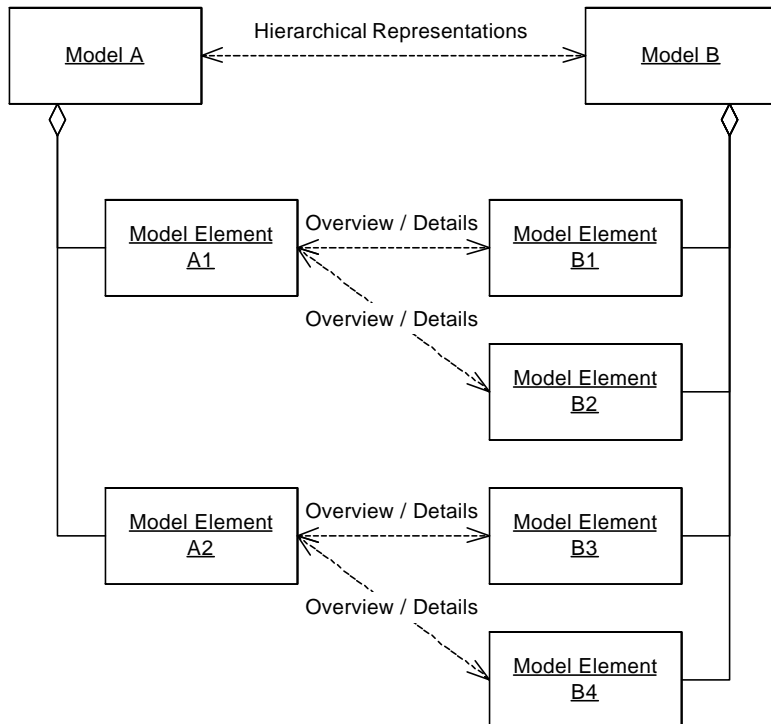 Hierarchical Representations
Model A
Model B
Model Element
A1
Overview / Details
Model Element
B1
Overview / Details
Model Element
B2
Model Element
A2
Overview / Details
Model Element
B3
Overview / Details
Model Element
B4